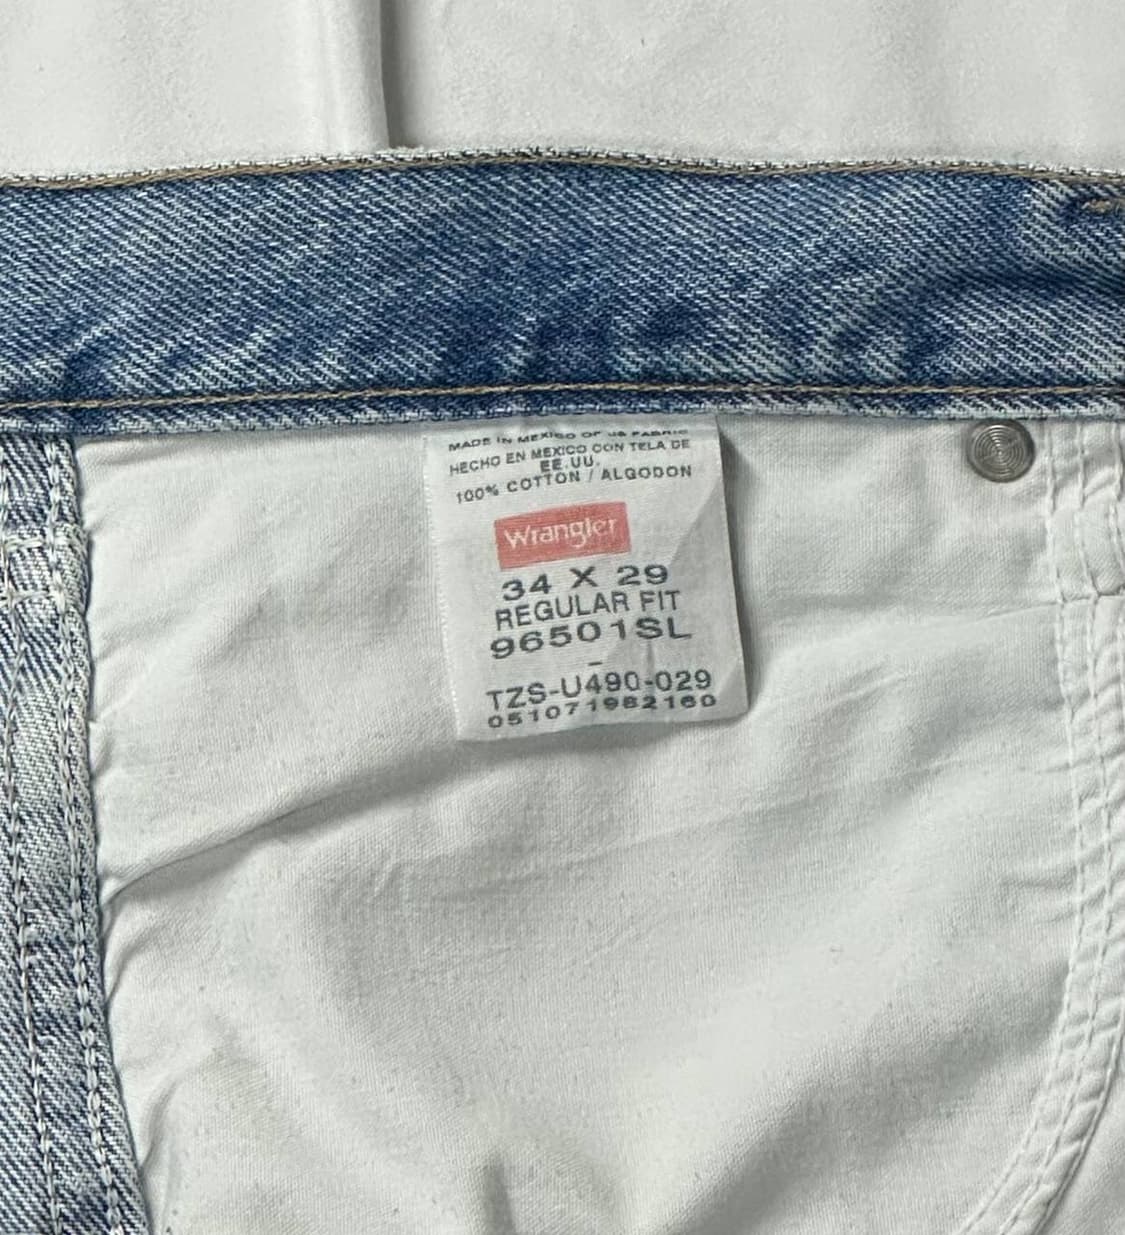 MADE IN MEXICO OF US FABRIC
HECHO EN MEXICO CON TELA DE
EE.UU.
100% COTTON / ALGODON
Wrangler
34 X 29
REGULAR FIT
96501SL
-
TZS-U490-029
051071982160